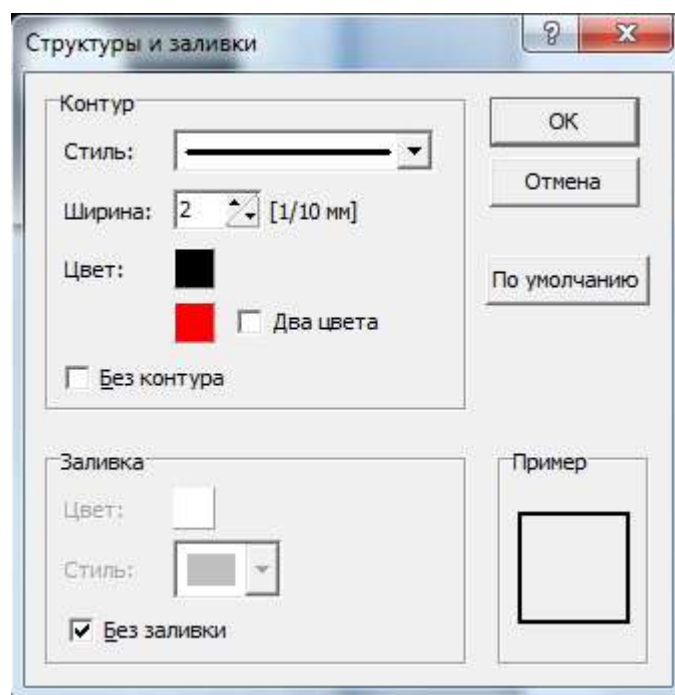 Структуры и заливки
Контур
Стиль:
Ширина: 2 [1/10 мм]
Цвет:
Два цвета
Без контура
OK
Отмена
По умолчанию
Заливка
Цвет:
Стиль:
Без заливки
Пример